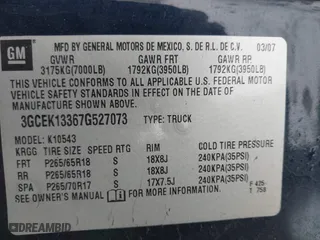 GM
MFD BY GENERAL MOTORS DE MEXICO, S. DE R.L. DE C.V. 03/07
GVWR GAWR FRT GAWR RR
3175KG(7000LB) 1792KG(3950LB) 1792KG(3950LB)
THIS VEHICLE CONFORMS TO ALL APPLICABLE U.S. FEDERAL MOTOR
VEHICLE SAFETY STANDARDS IN EFFECT ON THE DATE OF
MANUFACTURE SHOWN ABOVE.
3GCEK13367G527073 TYPE: TRUCK
MODEL: K10543
KRGG TIRE SIZE SPEED RTG RIM COLD TIRE PRESSURE
FRT P265/65R18 S 18X8J 240KPA(35PSI)
RR P265/65R18 S 18X8J 240KPA(35PSI)
SPA P265/70R17 S 17X7.5J 240KPA(35PSI)
SEE OWNER'S MANUAL FOR ADDITIONAL INFORMATION.
DREAMBID